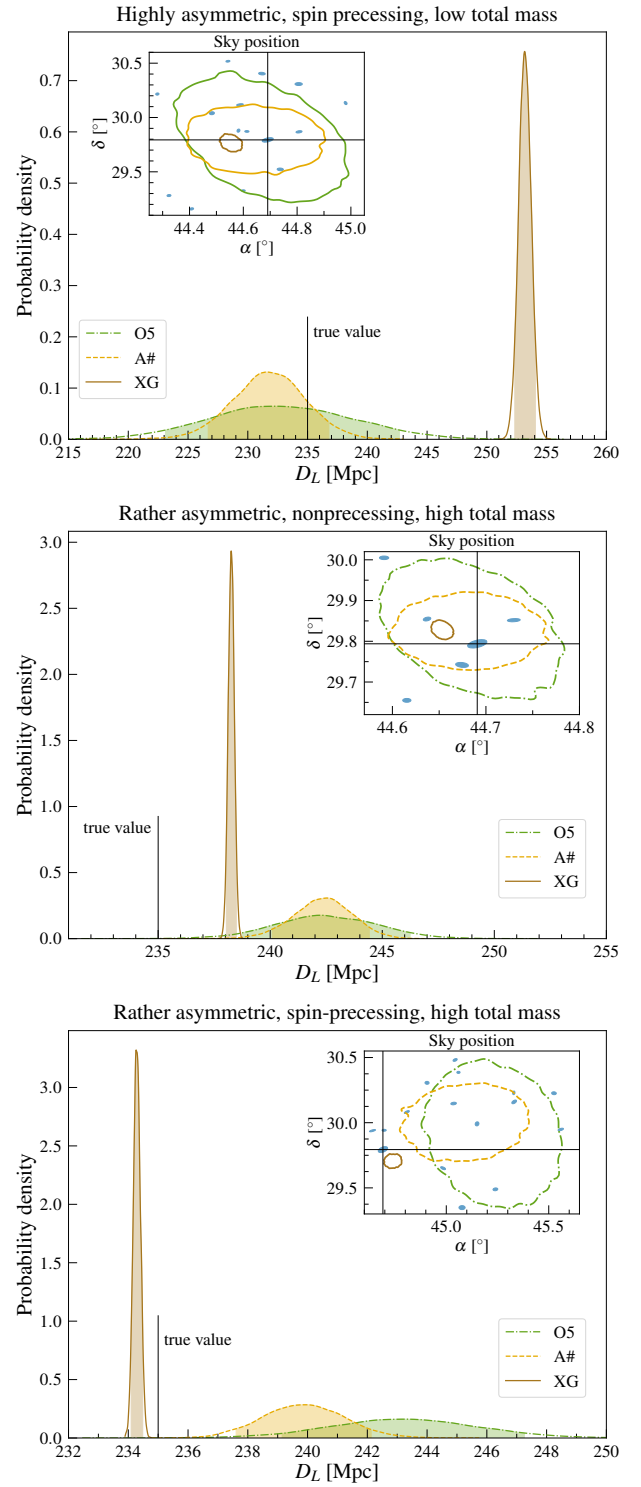 Highly asymmetric, spin precessing, low total mass
Sky position
30.5
30.0
29.5
δ [°]
44.4 44.6 44.8 45.0
α [°]
0.7
0.6
0.5
0.4
0.3
0.2
0.1
0.0
Probability density
O5
A#
XG
true value
215 220 225 230 235 240 245 250 255 260
D_L [Mpc]
Rather asymmetric, nonprecessing, high total mass
Sky position
30.0
29.9
29.8
29.7
δ [°]
44.6 44.7 44.8
α [°]
3.0
2.5
2.0
1.5
1.0
0.5
0.0
Probability density
true value
O5
A#
XG
235 240 245 250 255
D_L [Mpc]
Rather asymmetric, spin-precessing, high total mass
Sky position
30.5
30.0
29.5
δ [°]
45.0 45.5
α [°]
3.0
2.5
2.0
1.5
1.0
0.5
0.0
Probability density
true value
O5
A#
XG
232 234 236 238 240 242 244 246 248 250
D_L [Mpc]